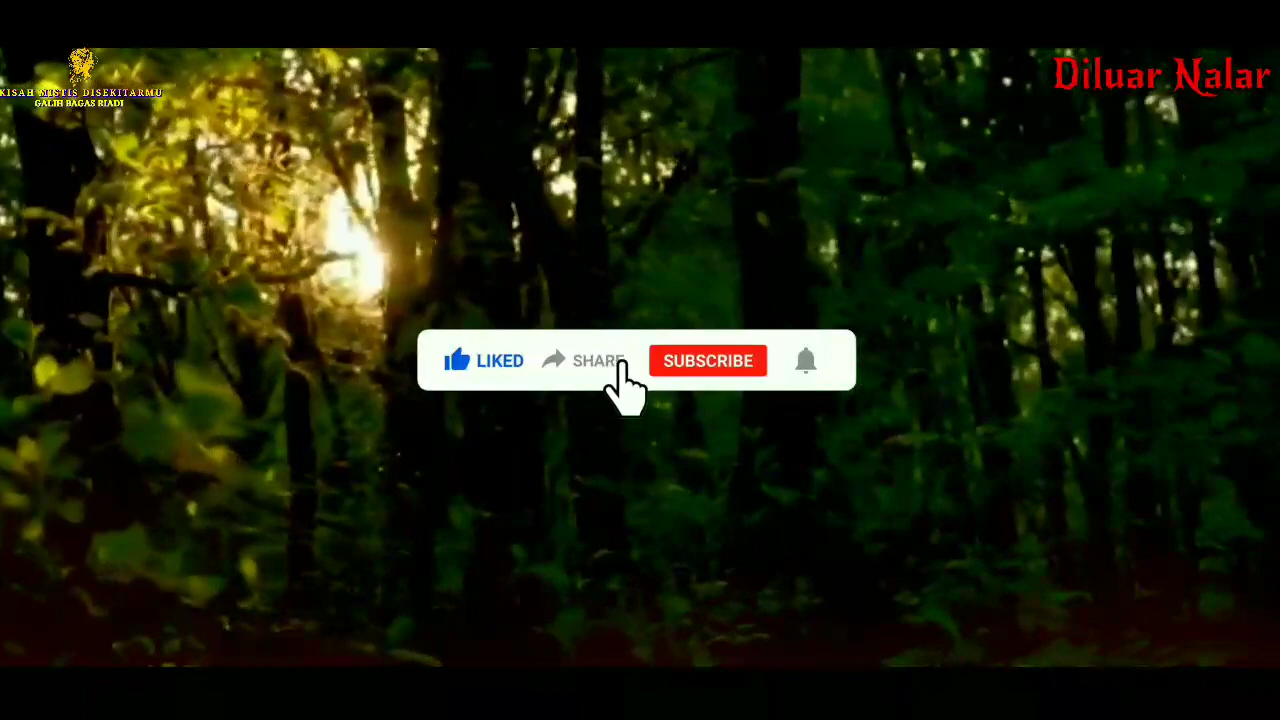 KISAH MISTIS DISEKITARMU
GALIH BAGAS RIADI
Diluar Nalar
LIKED SHARE SUBSCRIBE